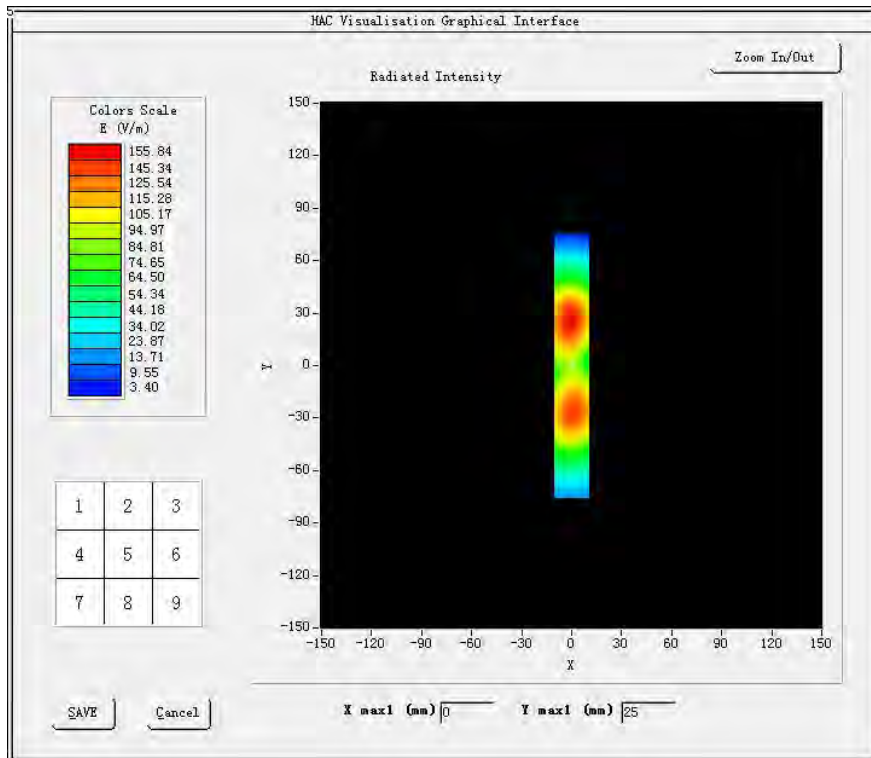 5
HAC Visualisation Graphical Interface
Zoom In/Out
Radiated Intensity
Colors Scale
E (V/m)
155.84
145.34
125.54
115.28
105.17
94.97
84.81
74.65
64.50
54.34
44.18
34.02
23.87
13.71
9.55
3.40
1 2 3
4 5 6
7 8 9
150
120
90
60
30
0
-30
-60
-90
-120
-150
Y
-150 -120 -90 -60 -30 0 30 60 90 120 150
X
SAVE
Cancel
X max1 (mm) 0
Y max1 (mm) 25